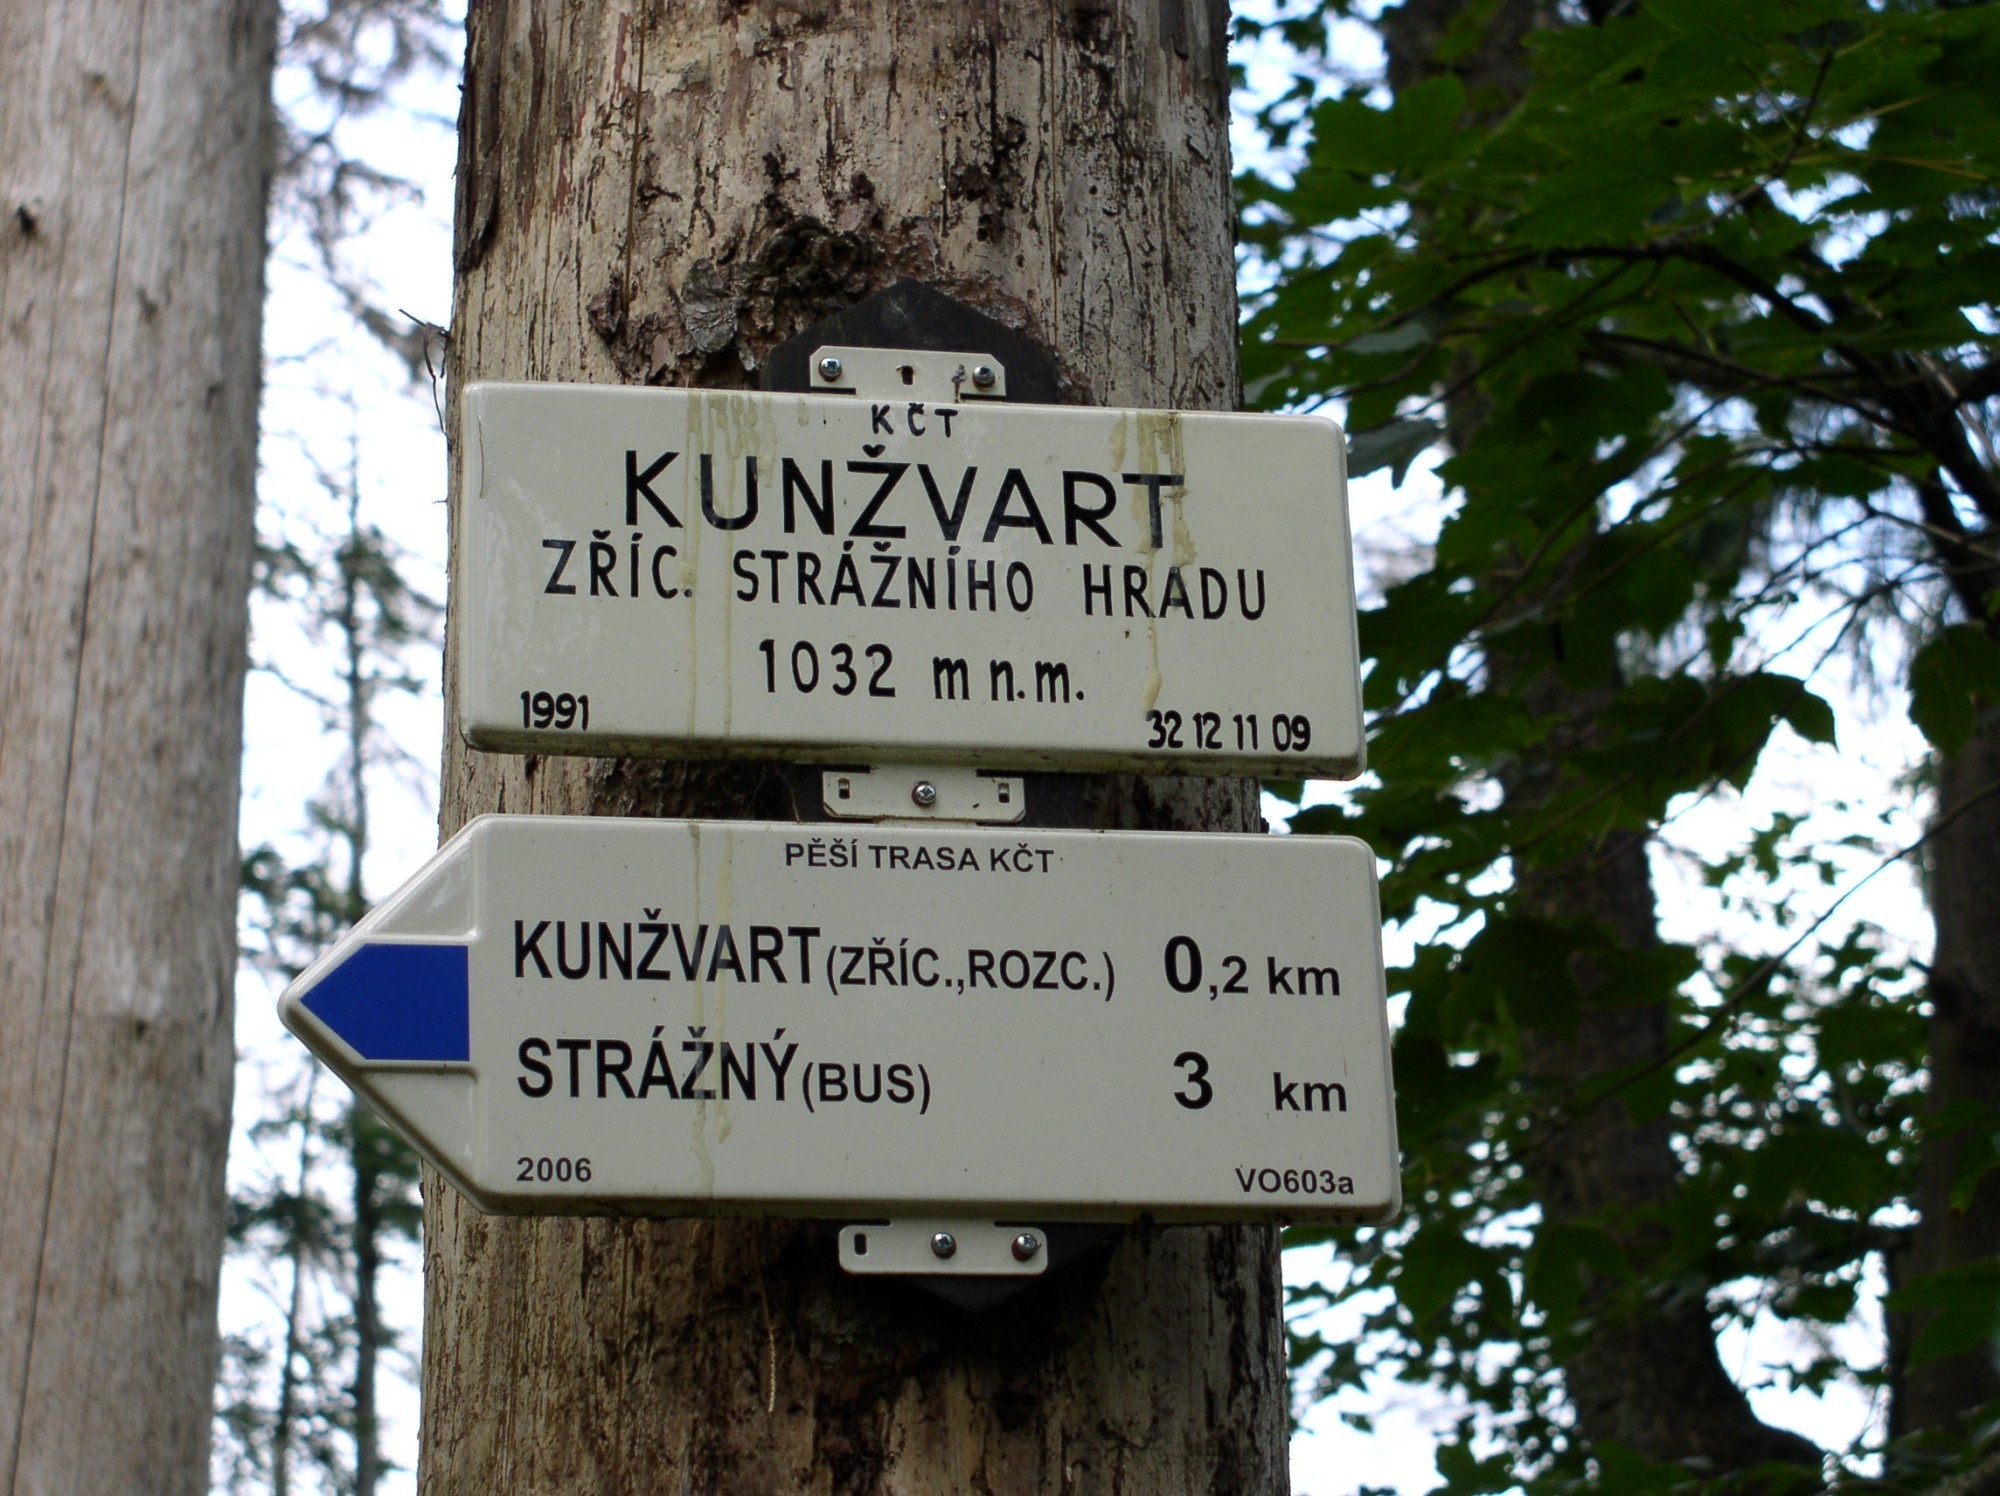 KČT
KUNŽVART
ZŘÍC. STRÁŽNÍHO HRADU
1032 m n.m.
1991 32 12 11 09
PĚŠÍ TRASA KČT
KUNŽVART (ZŘÍC.,ROZC.) 0,2 km
STRÁŽNÝ (BUS) 3 km
2006 VO603a